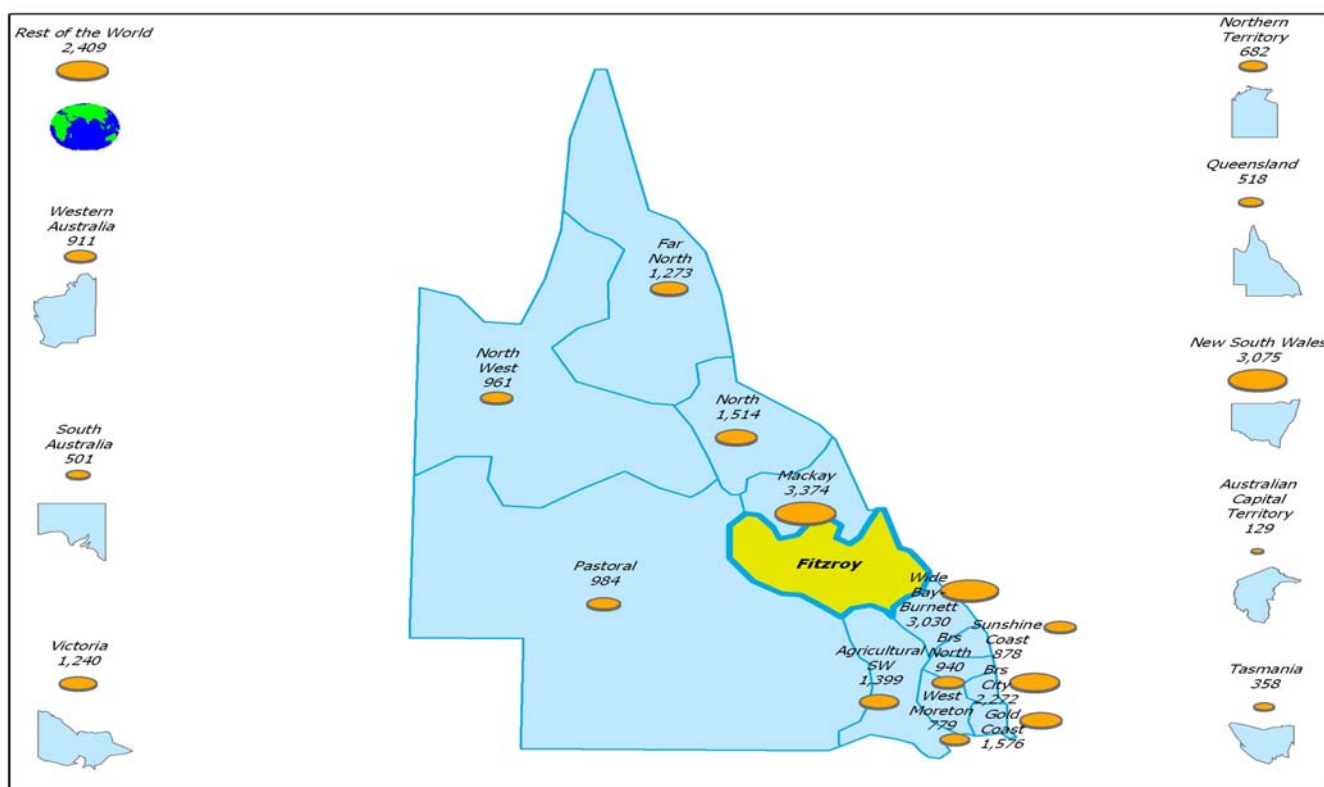 Rest of the World
2,409
Western
Australia
911
South
Australia
501
Victoria
1,240
Far
North
1,273
North
West
961
North
1,514
Mackay
3,374
Fitzroy
Pastoral
984
Wide
Bay-
Burnett
3,030
Sunshine
Coast
878
Brs
North
940
Agricultural
SW
1,399
Brs
City
2,272
West
Moreton
779
Gold
Coast
1,576
Northern
Territory
682
Queensland
518
New South Wales
3,075
Australian
Capital
Territory
129
Tasmania
358